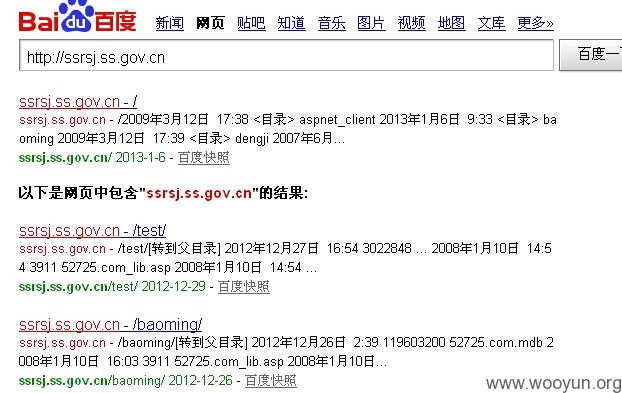 Bai du 百度 新闻 网页 贴吧 知道 音乐 图片 视频 地图 文库 更多»
http://ssrsj.ss.gov.cn 百度一
ssrsj.ss.gov.cn - /
ssrsj.ss.gov.cn - /2009年3月12日 17:38 <目录> aspnet_client 2013年1月6日 9:33 <目录> ba
oming 2009年3月12日 17:39 <目录> dengji 2007年6月...
ssrsj.ss.gov.cn/ 2013-1-6 - 百度快照
以下是网页中包含"ssrsj.ss.gov.cn"的结果:
ssrsj.ss.gov.cn - /test/
ssrsj.ss.gov.cn - /test/[转到父目录] 2012年12月27日 16:54 3022848 ... 2008年1月10日 14:5
4 3911 52725.com_lib.asp 2008年1月10日 14:54 ...
ssrsj.ss.gov.cn/test/ 2012-12-29 - 百度快照
ssrsj.ss.gov.cn - /baoming/
ssrsj.ss.gov.cn - /baoming/[转到父目录] 2012年12月26日 2:39 119603200 52725.com.mdb 2
008年1月10日 16:03 3911 52725.com_lib.asp 2008年1月10日...
ssrsj.ss.gov.cn/baoming/ 2012-12-26 - 百度快照
www.wooyun.org